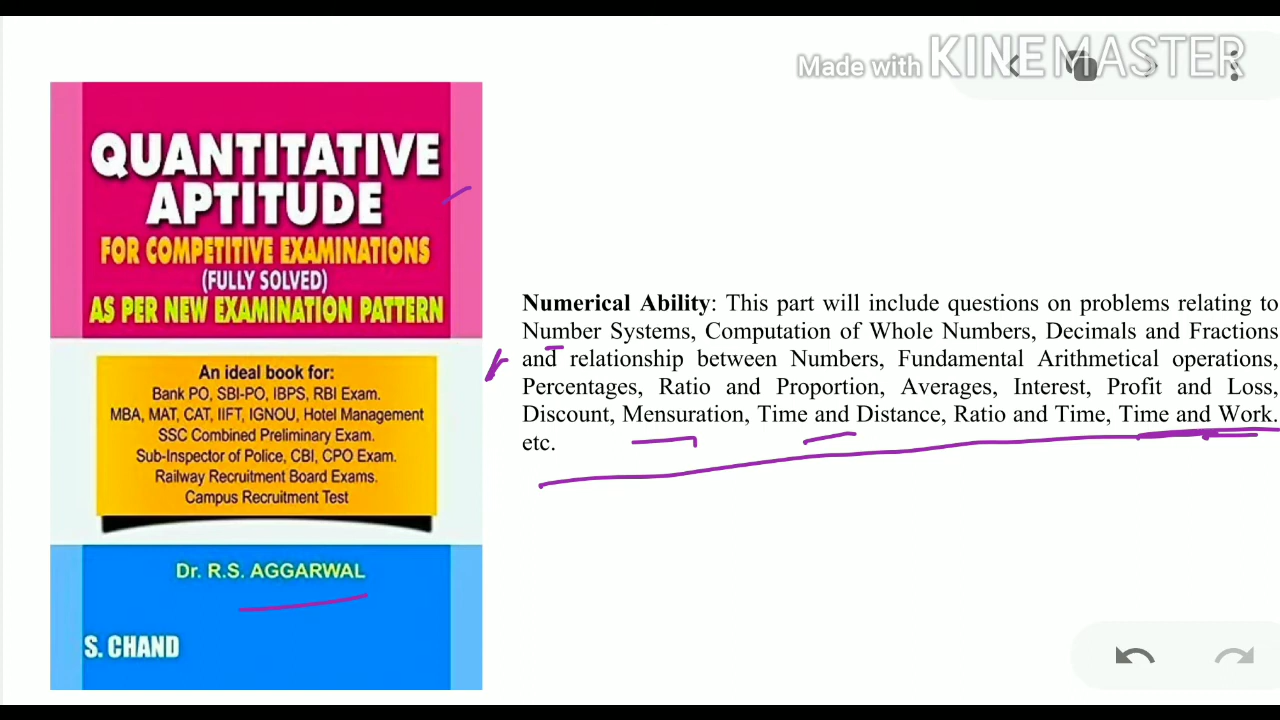 Made with KINEMASTER
QUANTITATIVE
APTITUDE
FOR COMPETITIVE EXAMINATIONS
(FULLY SOLVED)
AS PER NEW EXAMINATION PATTERN
An ideal book for:
Bank PO, SBI-PO, IBPS, RBI Exam.
MBA, MAT, CAT, IIFT, IGNOU, Hotel Management
SSC Combined Preliminary Exam.
Sub-Inspector of Police, CBI, CPO Exam.
Railway Recruitment Board Exams.
Campus Recruitment Test
Dr. R.S. AGGARWAL
S. CHAND
Numerical Ability: This part will include questions on problems relating to
Number Systems, Computation of Whole Numbers, Decimals and Fractions
and relationship between Numbers, Fundamental Arithmetical operations,
Percentages, Ratio and Proportion, Averages, Interest, Profit and Loss,
Discount, Mensuration, Time and Distance, Ratio and Time, Time and Work.
etc.